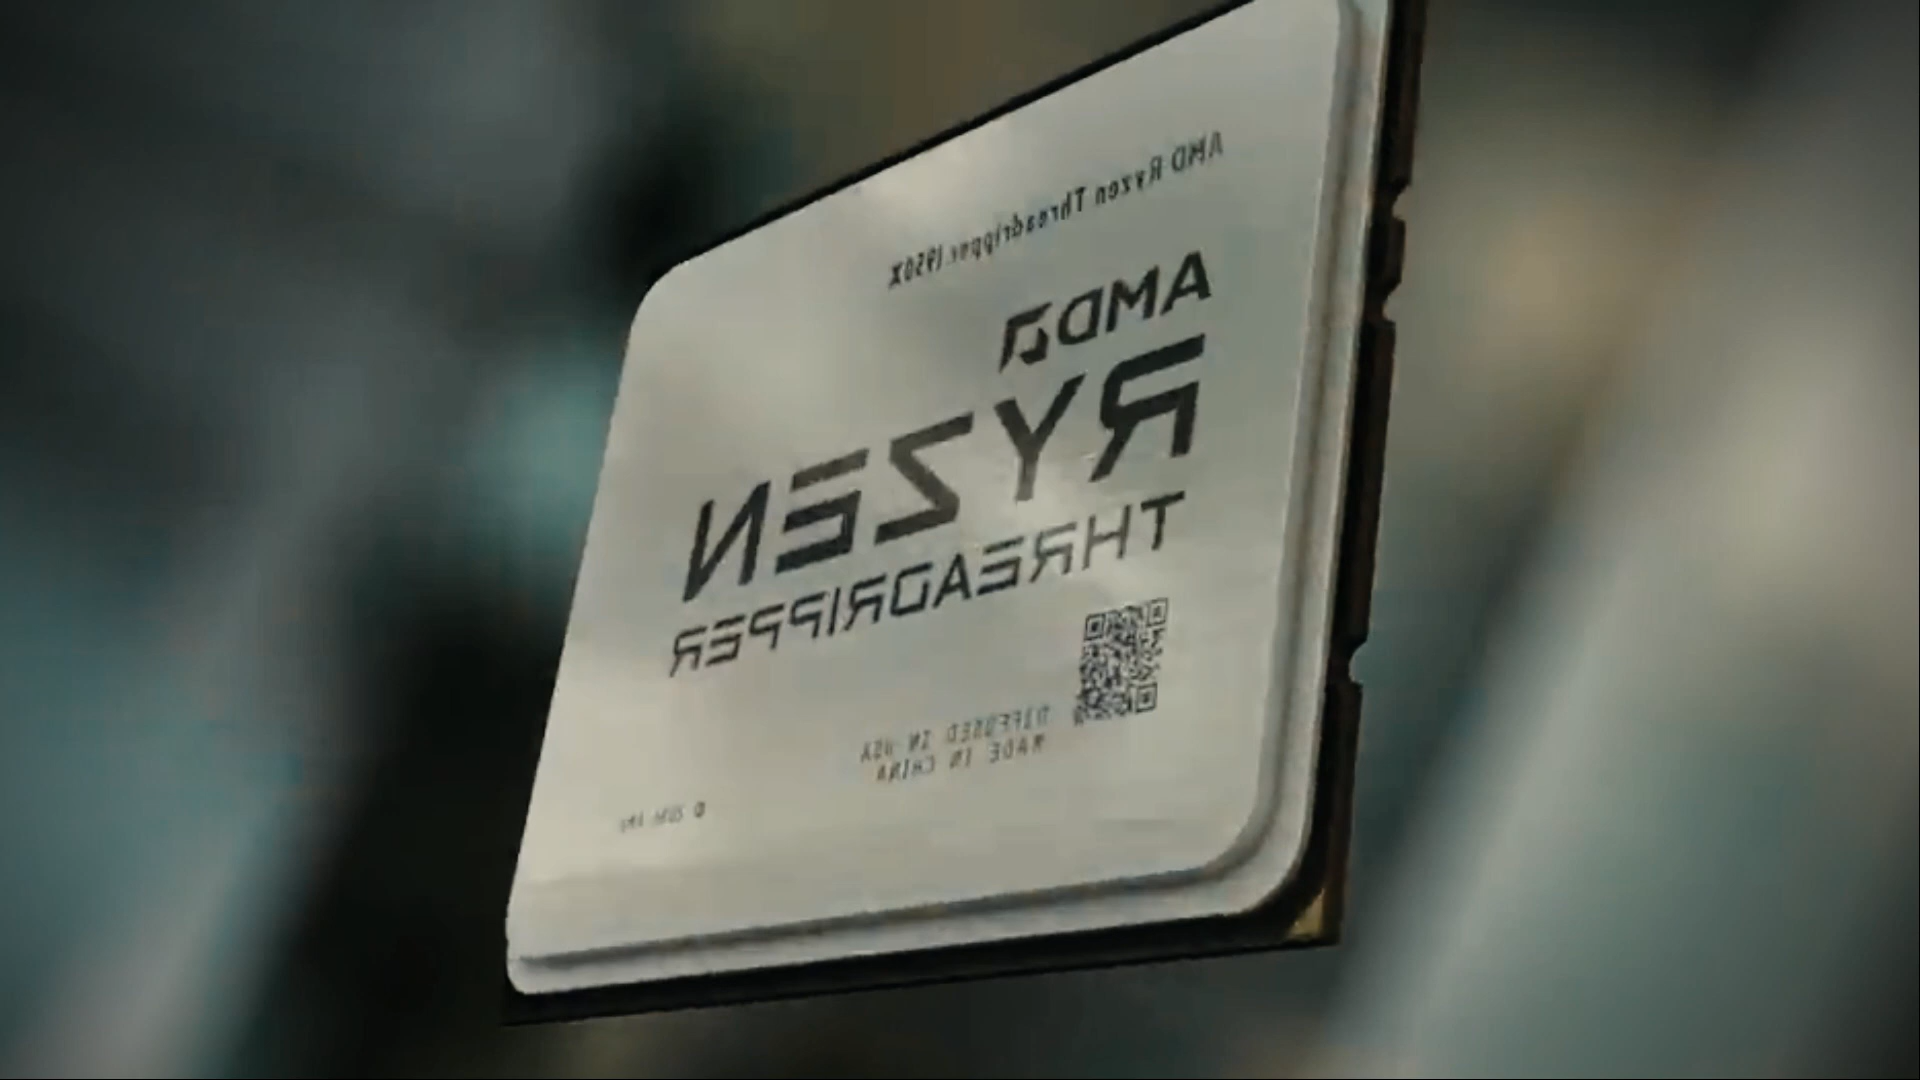 AMD Ryzen Threadripper 1950X
AMD
RYZEN
THREADRIPPER
DIFFUSED IN USA
MADE IN CHINA
©